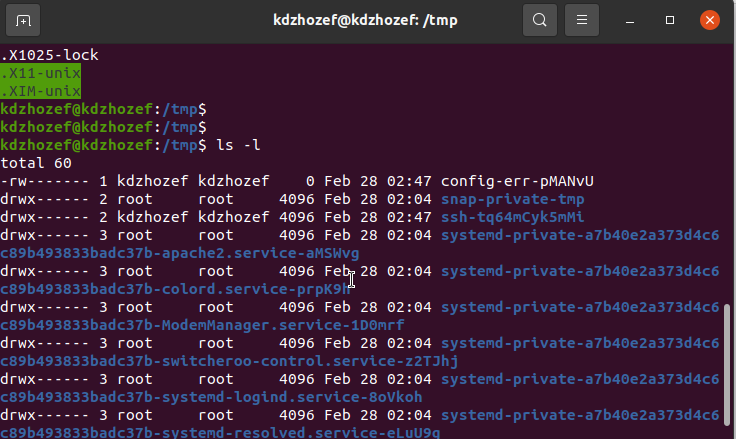 kdzhozef@kdzhozef: /tmp
.X1025-lock
.X11-unix
.XIM-unix
kdzhozef@kdzhozef:/tmp$
kdzhozef@kdzhozef:/tmp$
kdzhozef@kdzhozef:/tmp$ ls -l
total 60
-rw------- 1 kdzhozef kdzhozef    0 Feb 28 02:47 config-err-pMANvU
drwx------ 2 root     root     4096 Feb 28 02:04 snap-private-tmp
drwx------ 2 kdzhozef kdzhozef 4096 Feb 28 02:47 ssh-tq64mCyk5mMi
drwx------ 3 root     root     4096 Feb 28 02:04 systemd-private-a7b40e2a373d4c6
c89b493833badc37b-apache2.service-aMSWvg
drwx------ 3 root     root     4096 Feb 28 02:04 systemd-private-a7b40e2a373d4c6
c89b493833badc37b-colord.service-prpK9h
drwx------ 3 root     root     4096 Feb 28 02:04 systemd-private-a7b40e2a373d4c6
c89b493833badc37b-ModemManager.service-1D0mrf
drwx------ 3 root     root     4096 Feb 28 02:04 systemd-private-a7b40e2a373d4c6
c89b493833badc37b-switcheroo-control.service-z2TJhj
drwx------ 3 root     root     4096 Feb 28 02:04 systemd-private-a7b40e2a373d4c6
c89b493833badc37b-systemd-logind.service-8oVkoh
drwx------ 3 root     root     4096 Feb 28 02:04 systemd-private-a7b40e2a373d4c6
c89b493833badc37b-systemd-resolved.service-eLuU9g